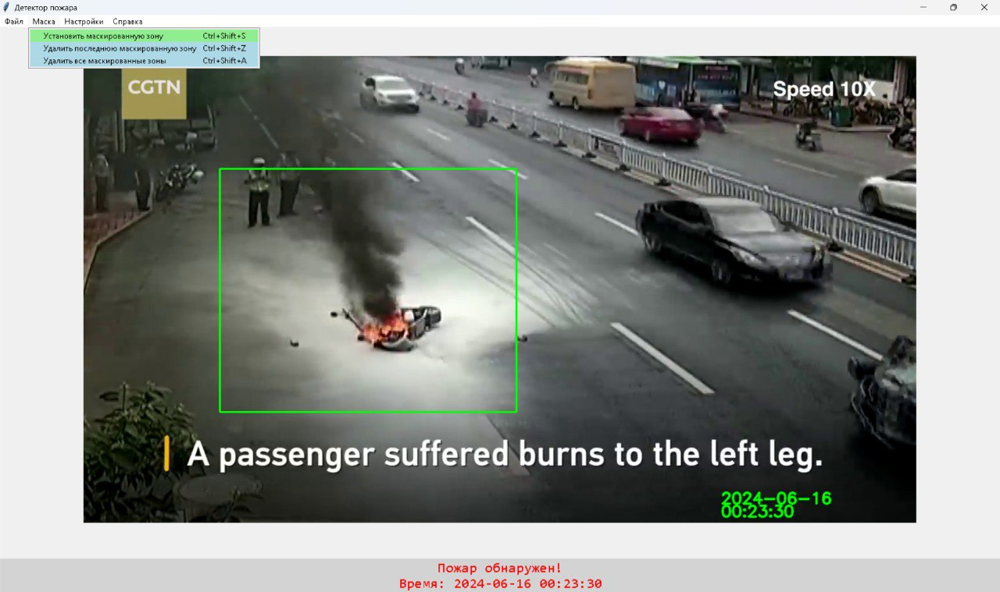 Детектор пожара
Файл Маска Настройки Справка
Установить маскированную зону Ctrl+Shift+S
Удалить последнюю маскированную зону Ctrl+Shift+Z
Удалить все маскированные зоны Ctrl+Shift+A
CGTN
Speed 10X
A passenger suffered burns to the left leg.
2024-06-16
00:23:30
Пожар обнаружен!
Время: 2024-06-16 00:23:30